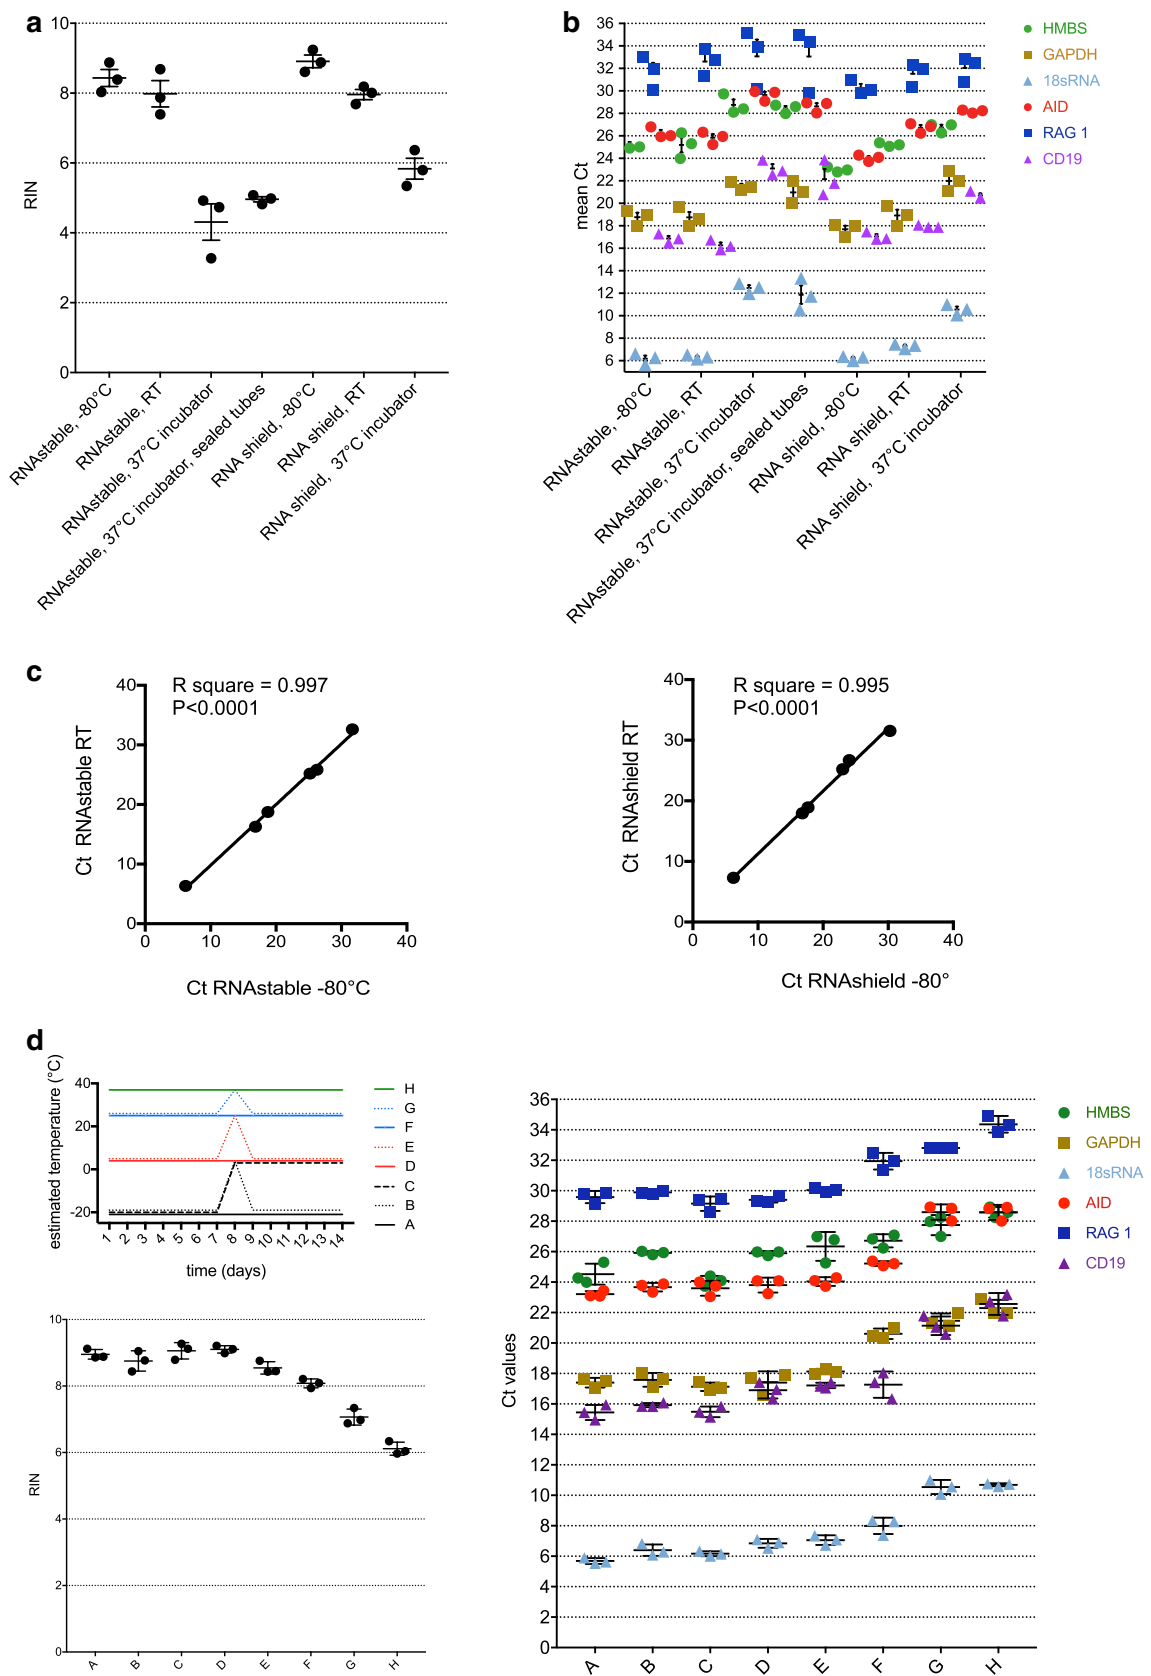 a
10
8
6
4
2
0
RIN
RNAstable, -80°C
RNAstable, RT
RNAstable, 37°C incubator
RNAstable, 37°C incubator, sealed tubes
RNA shield, -80°C
RNA shield, RT
RNA shield, 37°C incubator
b
36
34
32
30
28
26
24
22
20
18
16
14
12
10
8
6
mean Ct
RNAstable, -80°C
RNAstable, RT
RNAstable, 37°C incubator
RNAstable, 37°C incubator, sealed tubes
RNA shield, -80°C
RNA shield, RT
RNA shield, 37°C incubator
HMBS
GAPDH
18sRNA
AID
RAG 1
CD19
c
R square = 0.997
P<0.0001
40
30
20
10
0
Ct RNAstable RT
0 10 20 30 40
Ct RNAstable -80°C
R square = 0.995
P<0.0001
40
30
20
10
0
Ct RNAshield RT
0 10 20 30 40
Ct RNAshield -80°
d
estimated temperature (°C)
40
20
0
-20
1 2 3 4 5 6 7 8 9 10 11 12 13 14
time (days)
H
G
F
E
D
C
B
A
10
8
6
4
2
0
RIN
A B C D E F G H
36
34
32
30
28
26
24
22
20
18
16
14
12
10
8
6
4
2
0
Ct values
A B C D E F G H
HMBS
GAPDH
18sRNA
AID
RAG 1
CD19